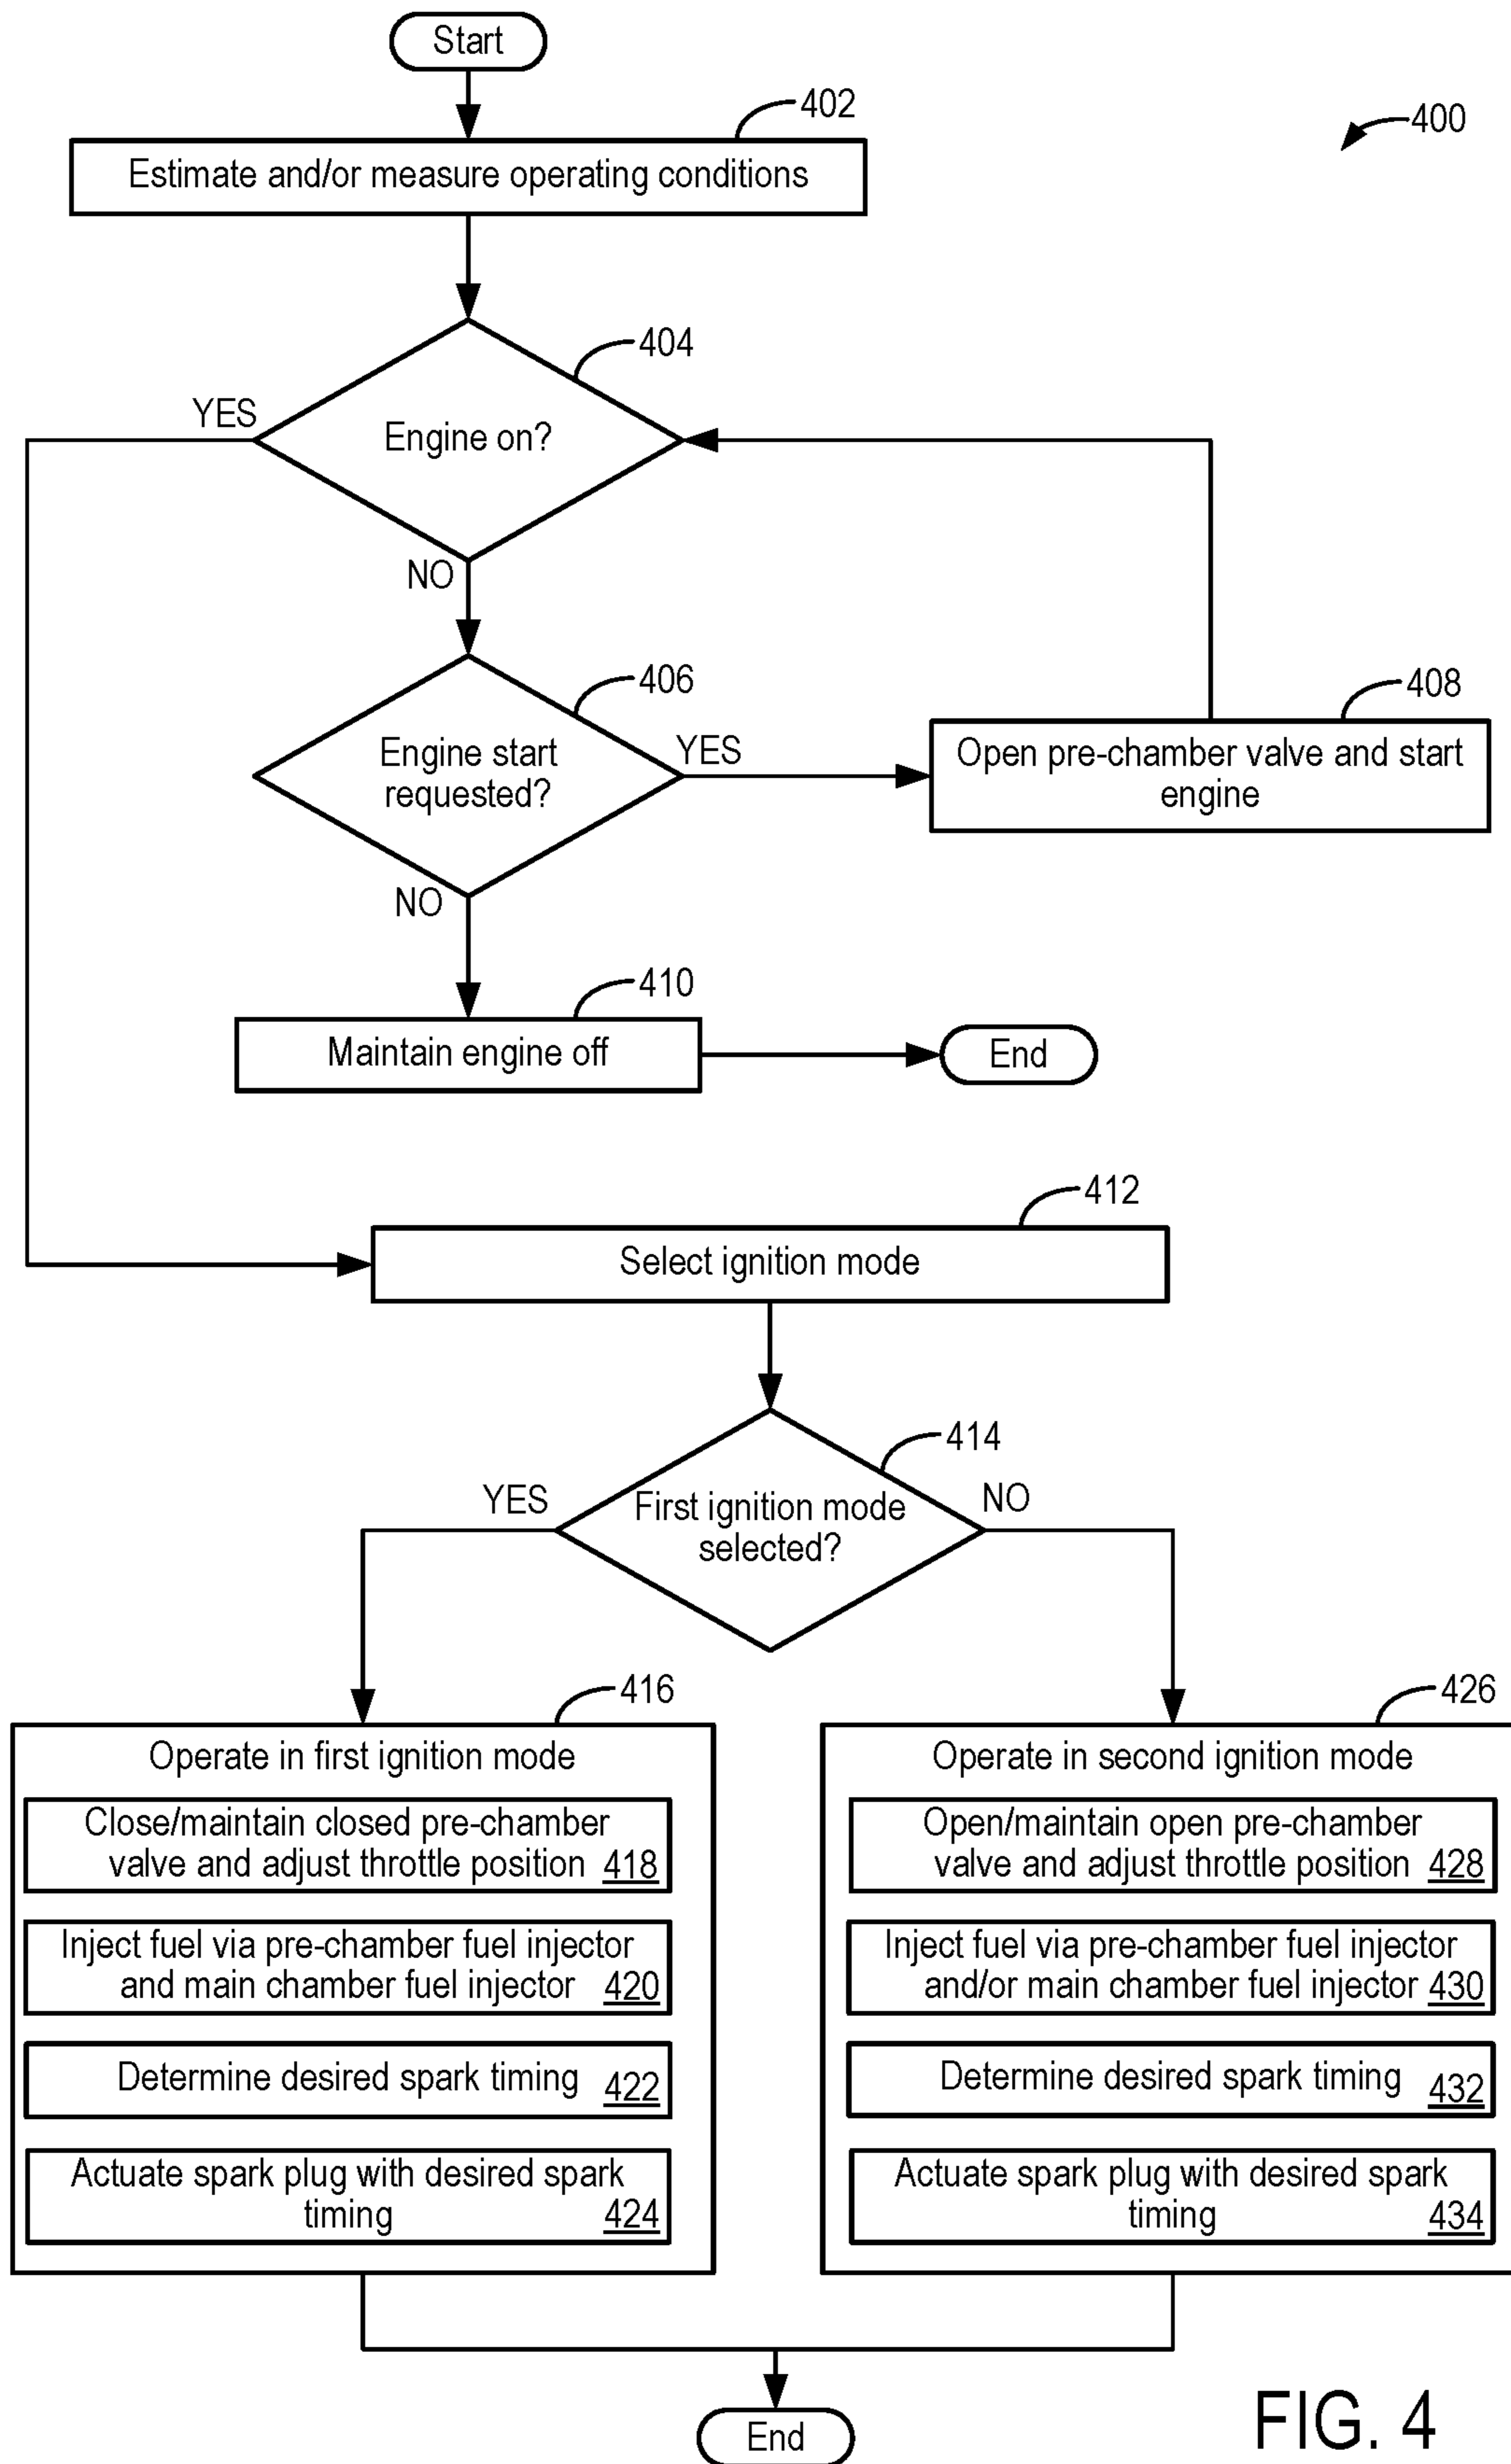 Start
402
400
Estimate and/or measure operating conditions
404
YES
Engine on?
NO
406
408
Engine start
requested?
YES
Open pre-chamber valve and start
engine
NO
410
Maintain engine off
End
412
Select ignition mode
414
YES
NO
First ignition mode
selected?
416
426
Operate in first ignition mode
Close/maintain closed pre-chamber
valve and adjust throttle position 418
Inject fuel via pre-chamber fuel injector
and main chamber fuel injector 420
Determine desired spark timing 422
Actuate spark plug with desired spark
timing 424
Operate in second ignition mode
Open/maintain open pre-chamber
valve and adjust throttle position 428
Inject fuel via pre-chamber fuel injector
and/or main chamber fuel injector 430
Determine desired spark timing 432
Actuate spark plug with desired spark
timing 434
End
FIG. 4